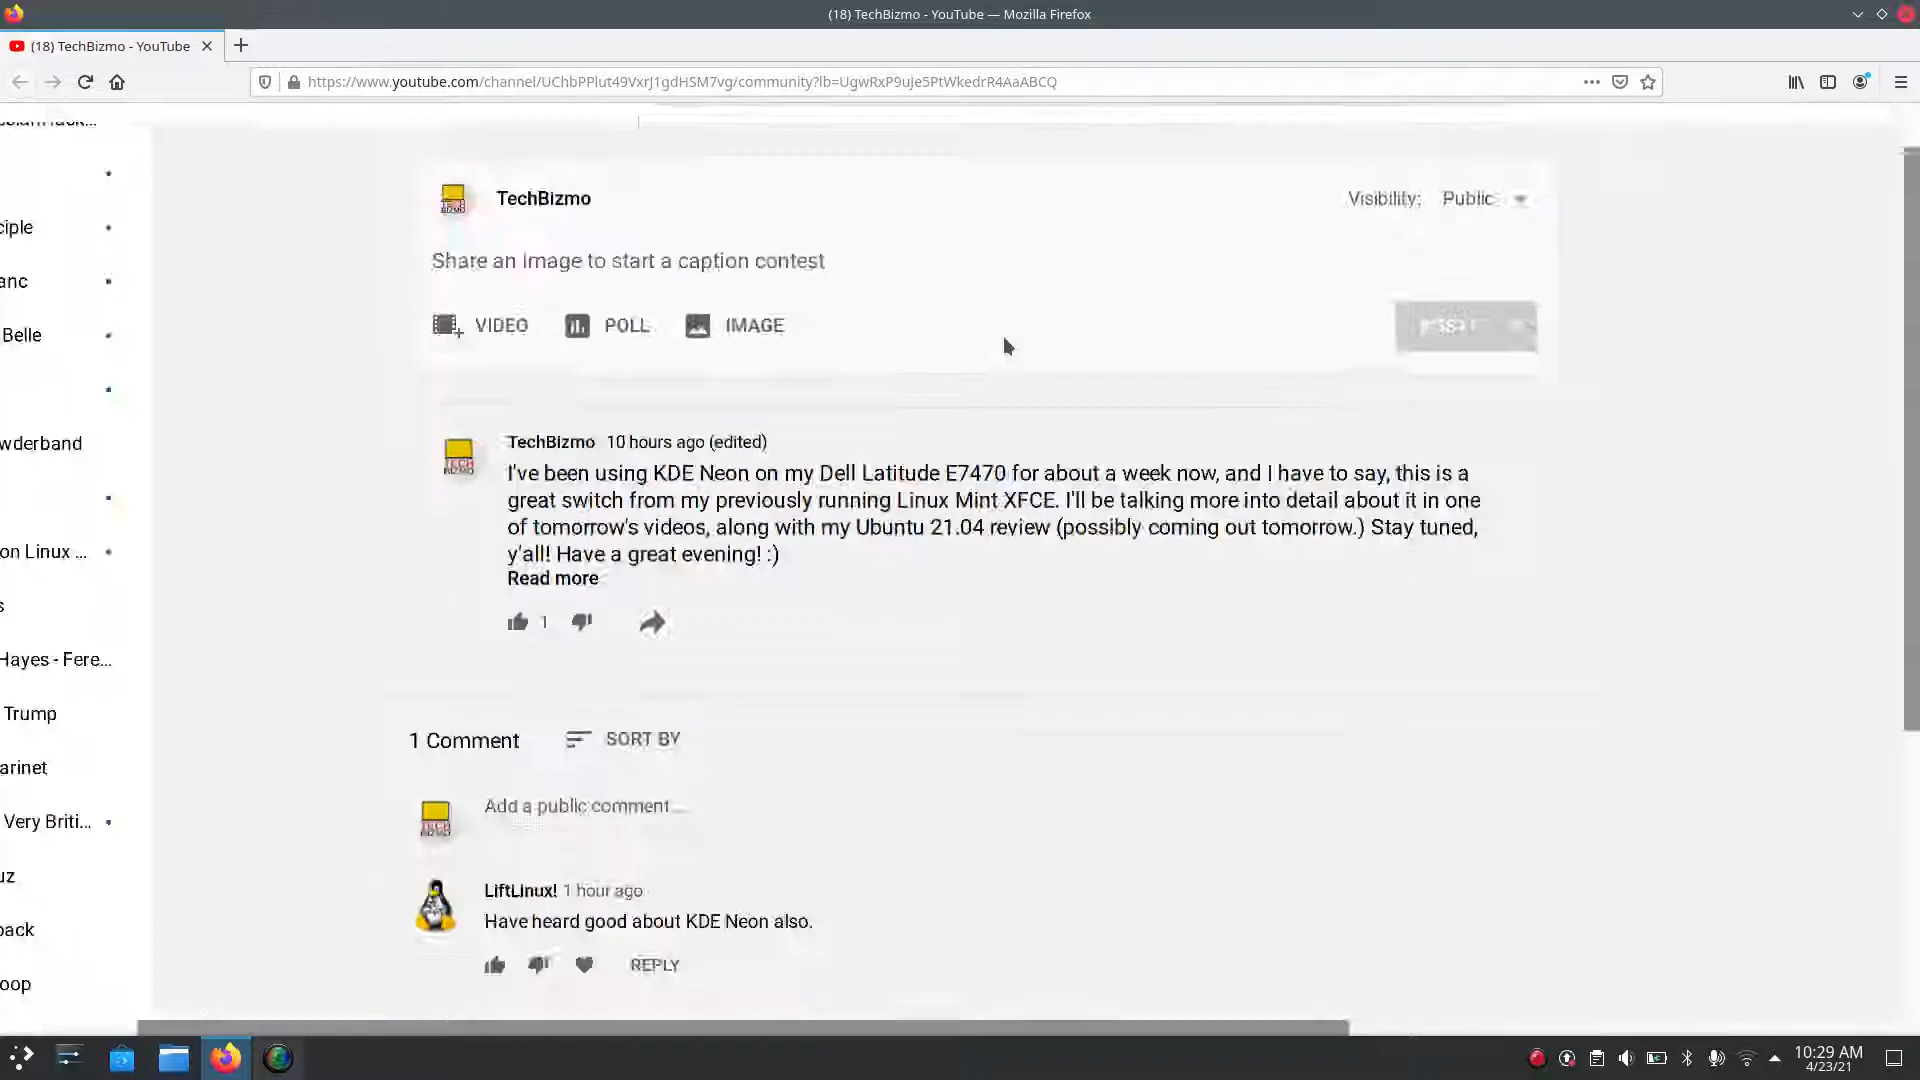 (18) TechBizmo - YouTube — Mozilla Firefox
(18) TechBizmo - YouTube
https://www.youtube.com/channel/UChbPPlut49VxrJ1gdHSM7vg/community?lb=UgwRxP9uje5PtWkedrR4AaABCQ
TechBizmo
Visibility: Public
Share an image to start a caption contest
VIDEO POLL IMAGE
TechBizmo 10 hours ago (edited)
I've been using KDE Neon on my Dell Latitude E7470 for about a week now, and I have to say, this is a
great switch from my previously running Linux Mint XFCE. I'll be talking more into detail about it in one
of tomorrow's videos, along with my Ubuntu 21.04 review (possibly coming out tomorrow.) Stay tuned,
y'all! Have a great evening! :)
Read more
1
1 Comment SORT BY
Add a public comment...
LiftLinux! 1 hour ago
Have heard good about KDE Neon also.
REPLY
ciple
anc
Belle
wderband
on Linux ...
s
Hayes - Fere...
Trump
arinet
Very Briti...
uz
back
oop
10:29 AM
4/23/21